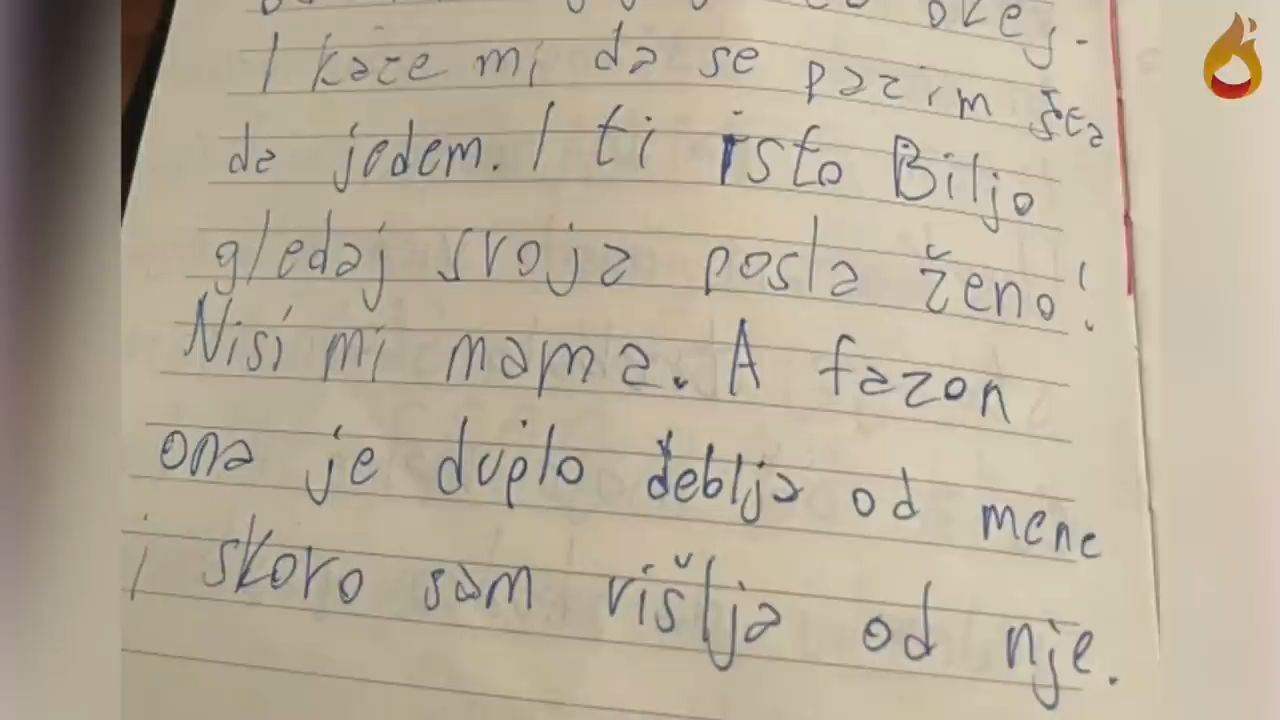 okej.
I kaže mi da se pazim šta
da jedem. I ti isto Biljo
gledaj svoja posla ženo!
Nisi mi mama. A fazon
ona je duplo deblja od mene
i skoro sam višlja od nje.